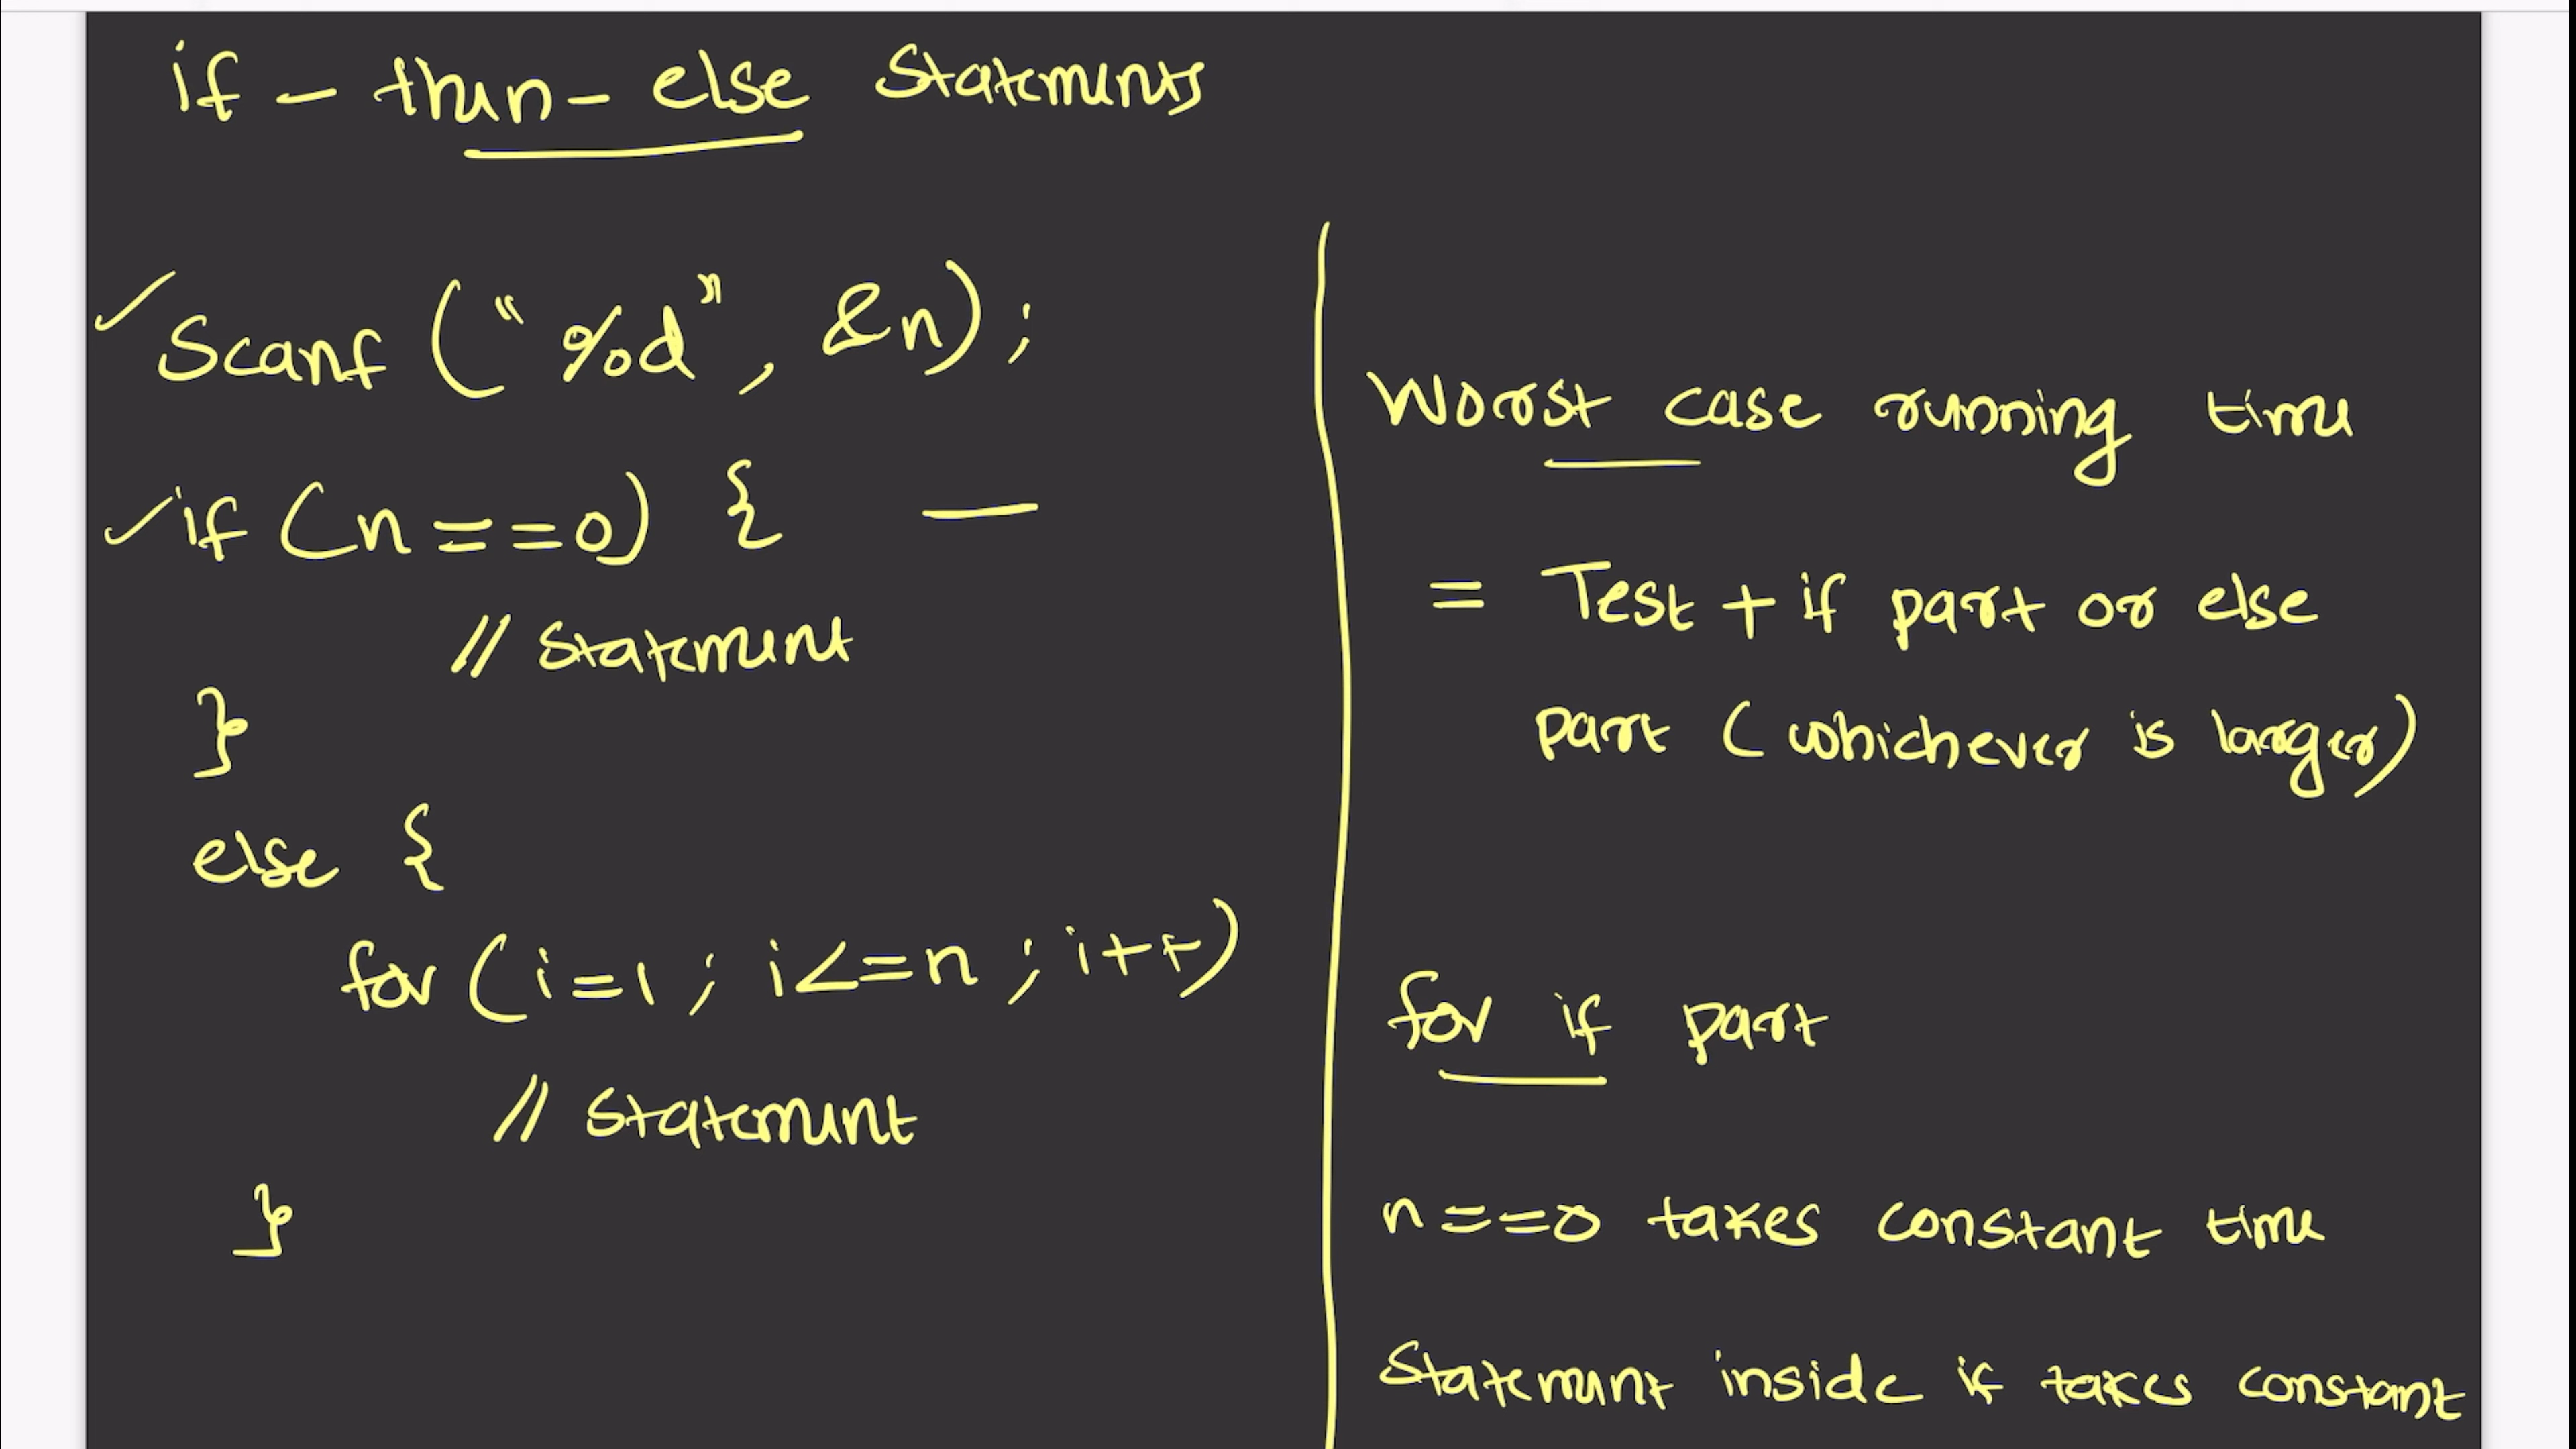 if - then - else Statements
Scanf ("%d", &n);
if (n==0) { —
// Statement
}
else {
for (i=1; i<=n; i++)
// Statement
}
Worst case running time
= Test + if part or else
part (whichever is larger)
for if part
n==0 takes constant time
Statement inside if takes constant